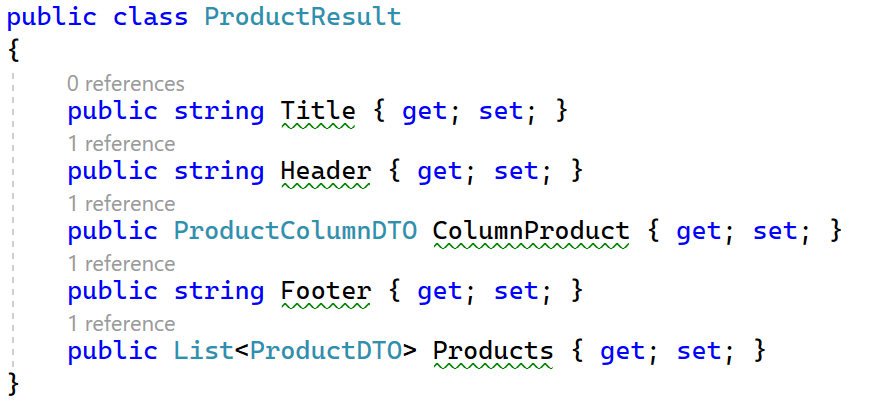 public class ProductResult
{
0 references
public string Title { get; set; }
1 reference
public string Header { get; set; }
1 reference
public ProductColumnDTO ColumnProduct { get; set; }
1 reference
public string Footer { get; set; }
1 reference
public List<ProductDTO> Products { get; set; }
}